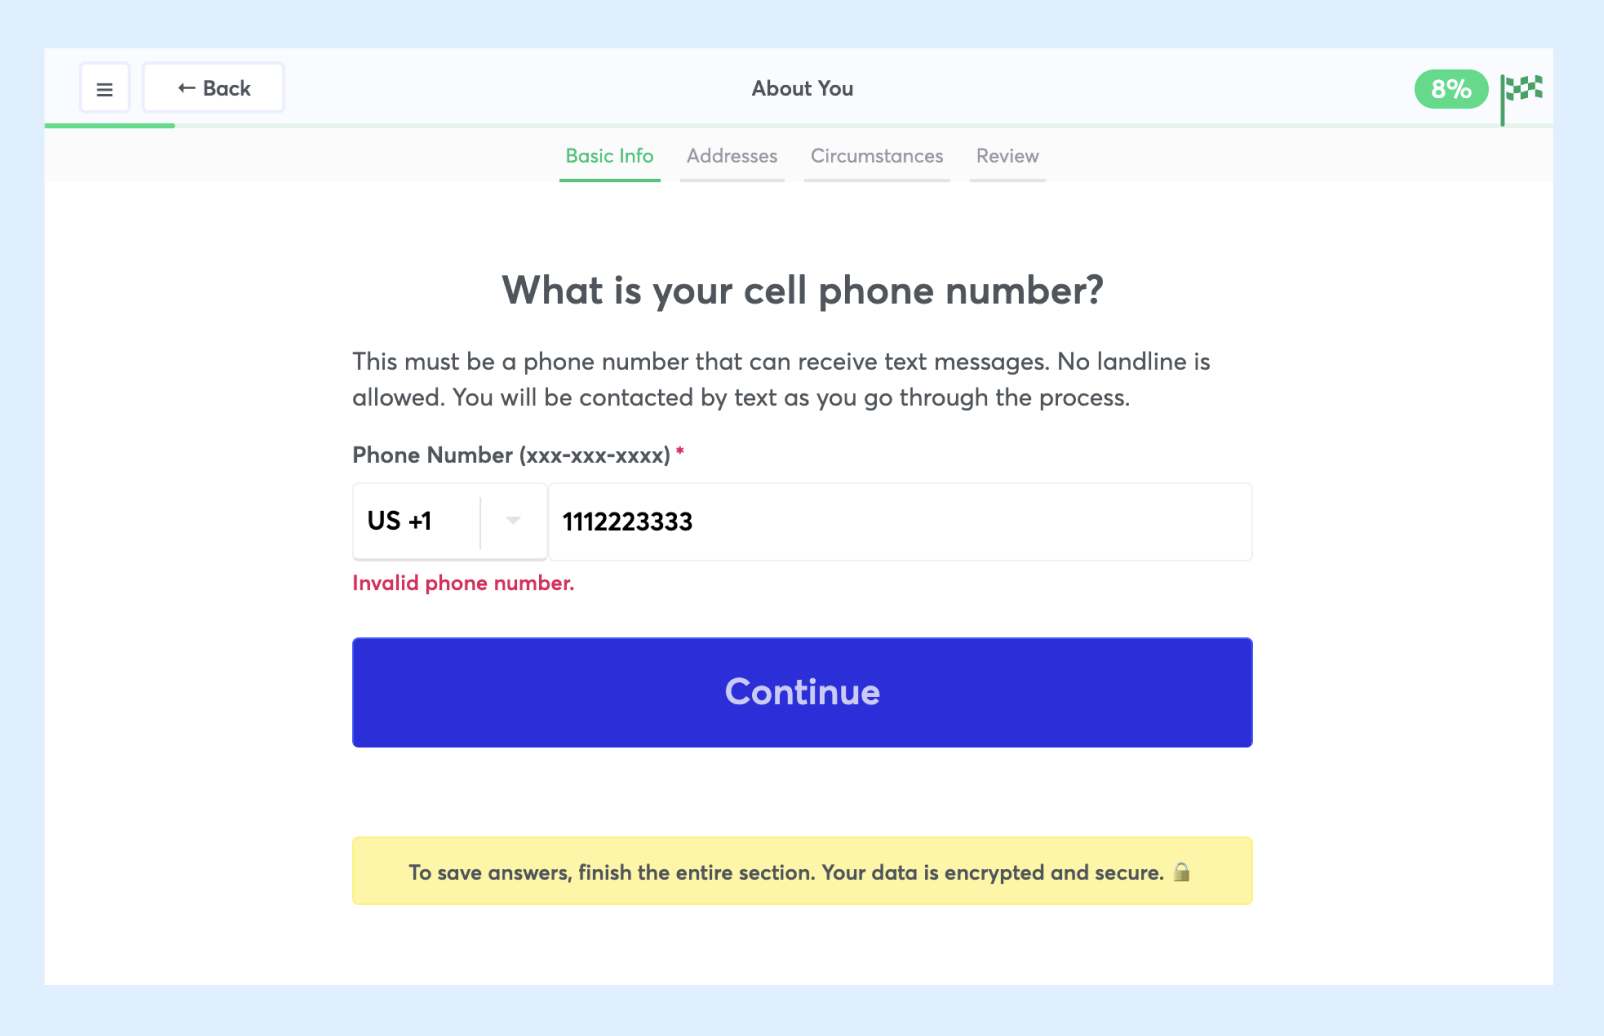 ← Back
About You
8%
Basic Info
Addresses
Circumstances
Review
What is your cell phone number?
This must be a phone number that can receive text messages. No landline is
allowed. You will be contacted by text as you go through the process.
Phone Number (xxx-xxx-xxxx) *
US +1
1112223333
Invalid phone number.
Continue
To save answers, finish the entire section. Your data is encrypted and secure. 🔒